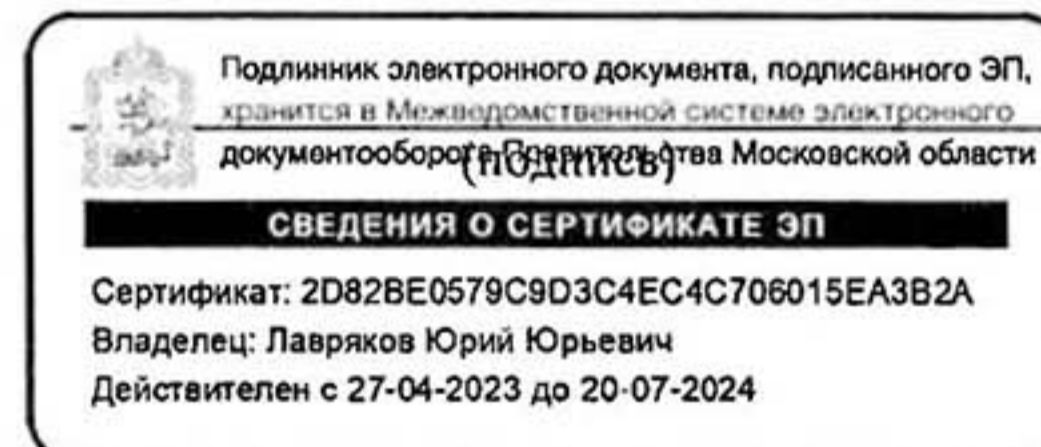 Подлинник электронного документа, подписанного ЭП,
хранится в Межведомственной системе электронного
документооборота Правительства Московской области
(подпись)
СВЕДЕНИЯ О СЕРТИФИКАТЕ ЭП
Сертификат: 2D82BE0579C9D3C4EC4C706015EA3B2A
Владелец: Лавряков Юрий Юрьевич
Действителен с 27-04-2023 до 20-07-2024